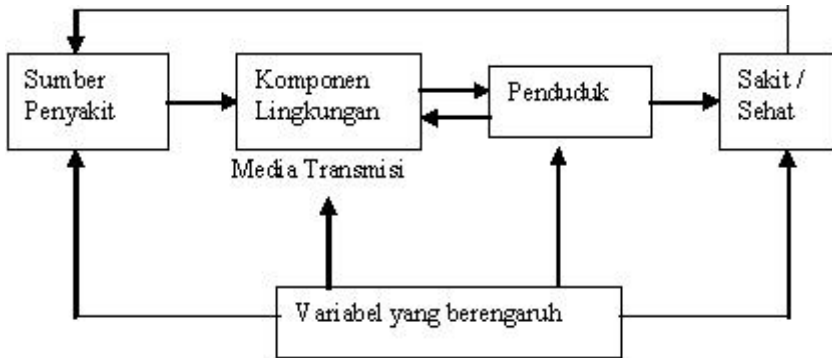 Sumber
Penyakit
Komponen
Lingkungan
Penduduk
Sakit /
Sehat
Media Transmisi
Variabel yang berengaruh